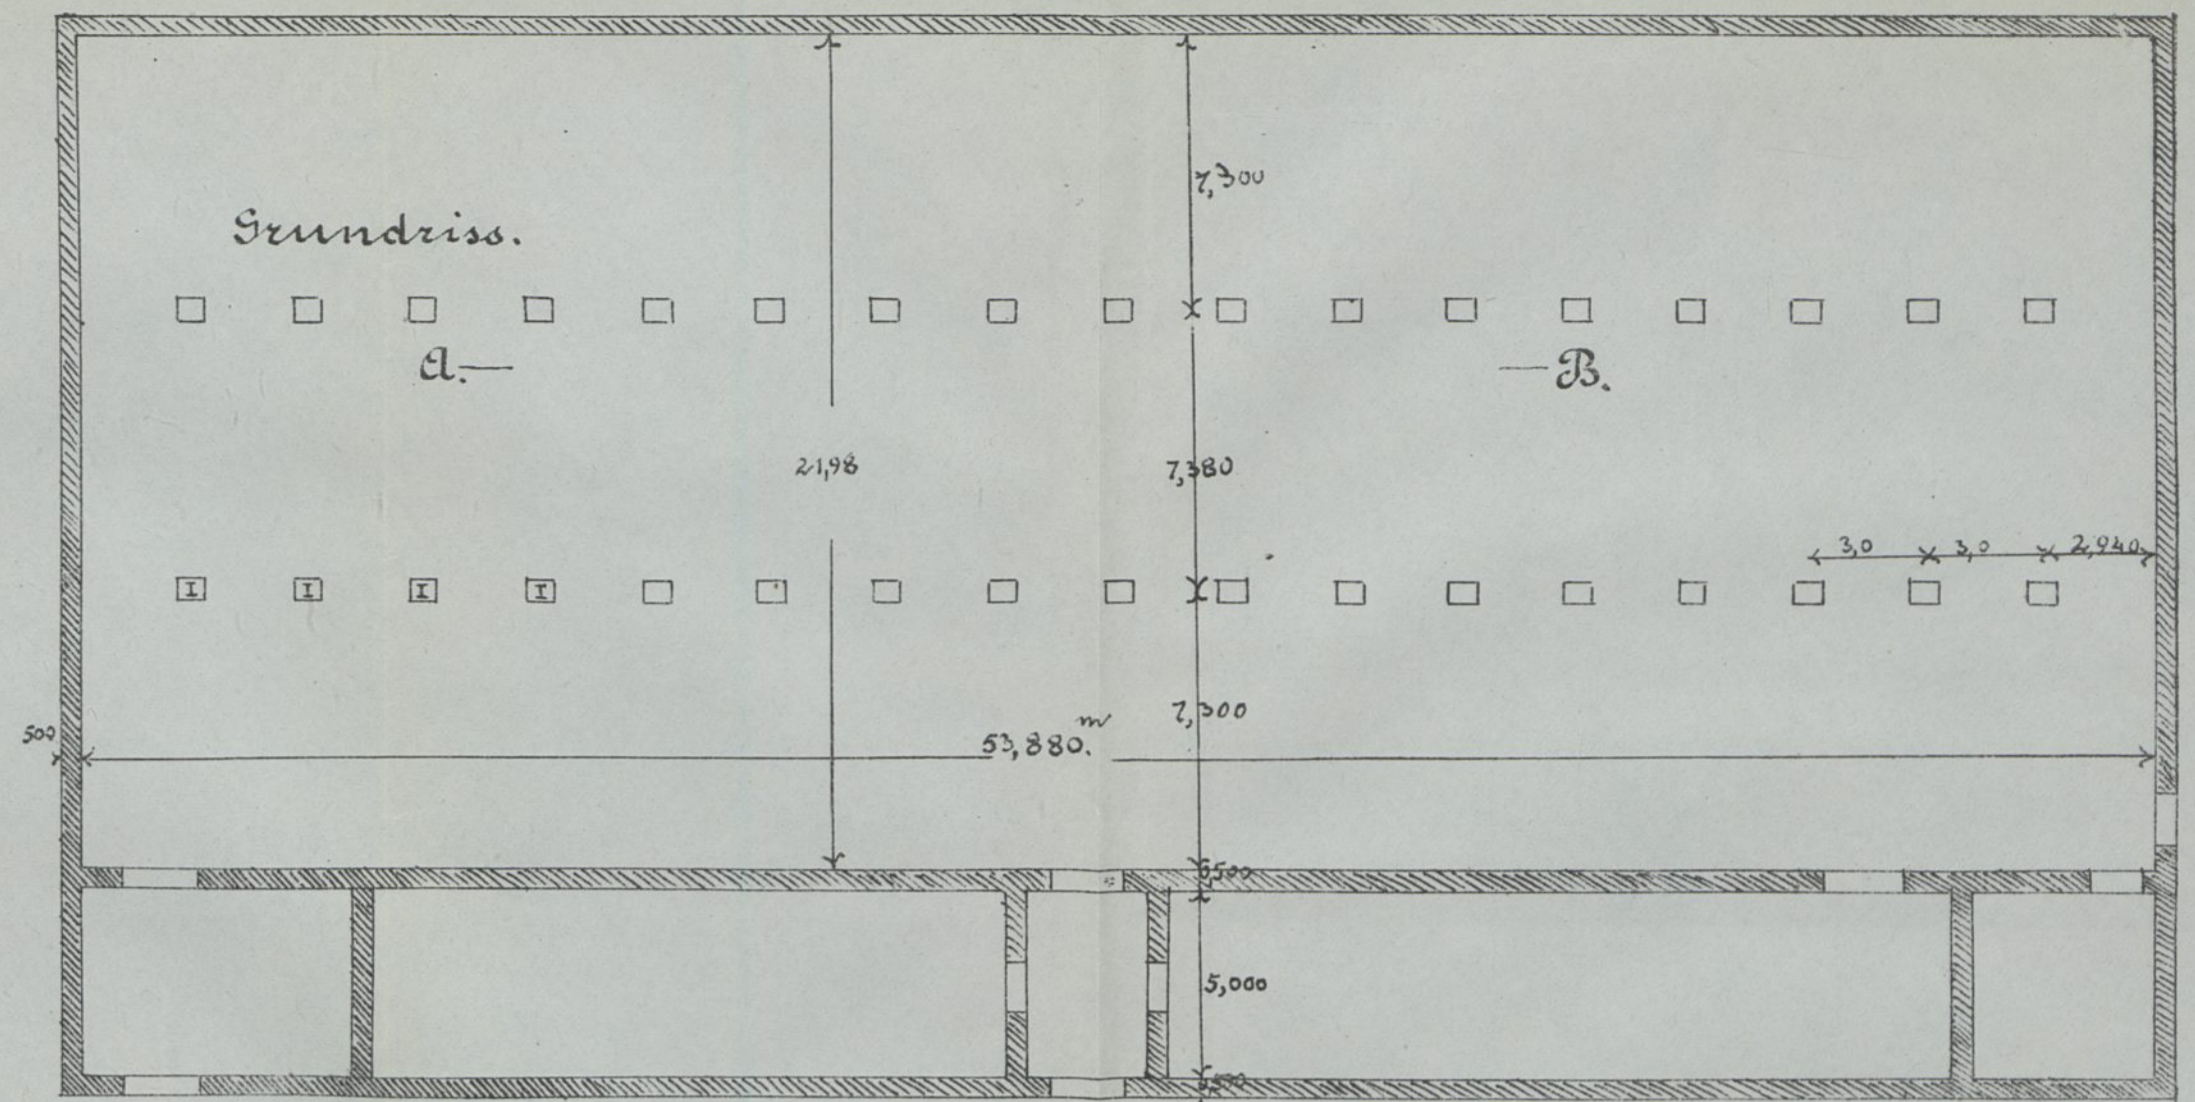 7,300
Grundriss.
A.—
—B.
21,98
7,380
3,0 3,0 2,940
I I I I
7,300
500
53,880.m
0,500
5,000
0,500